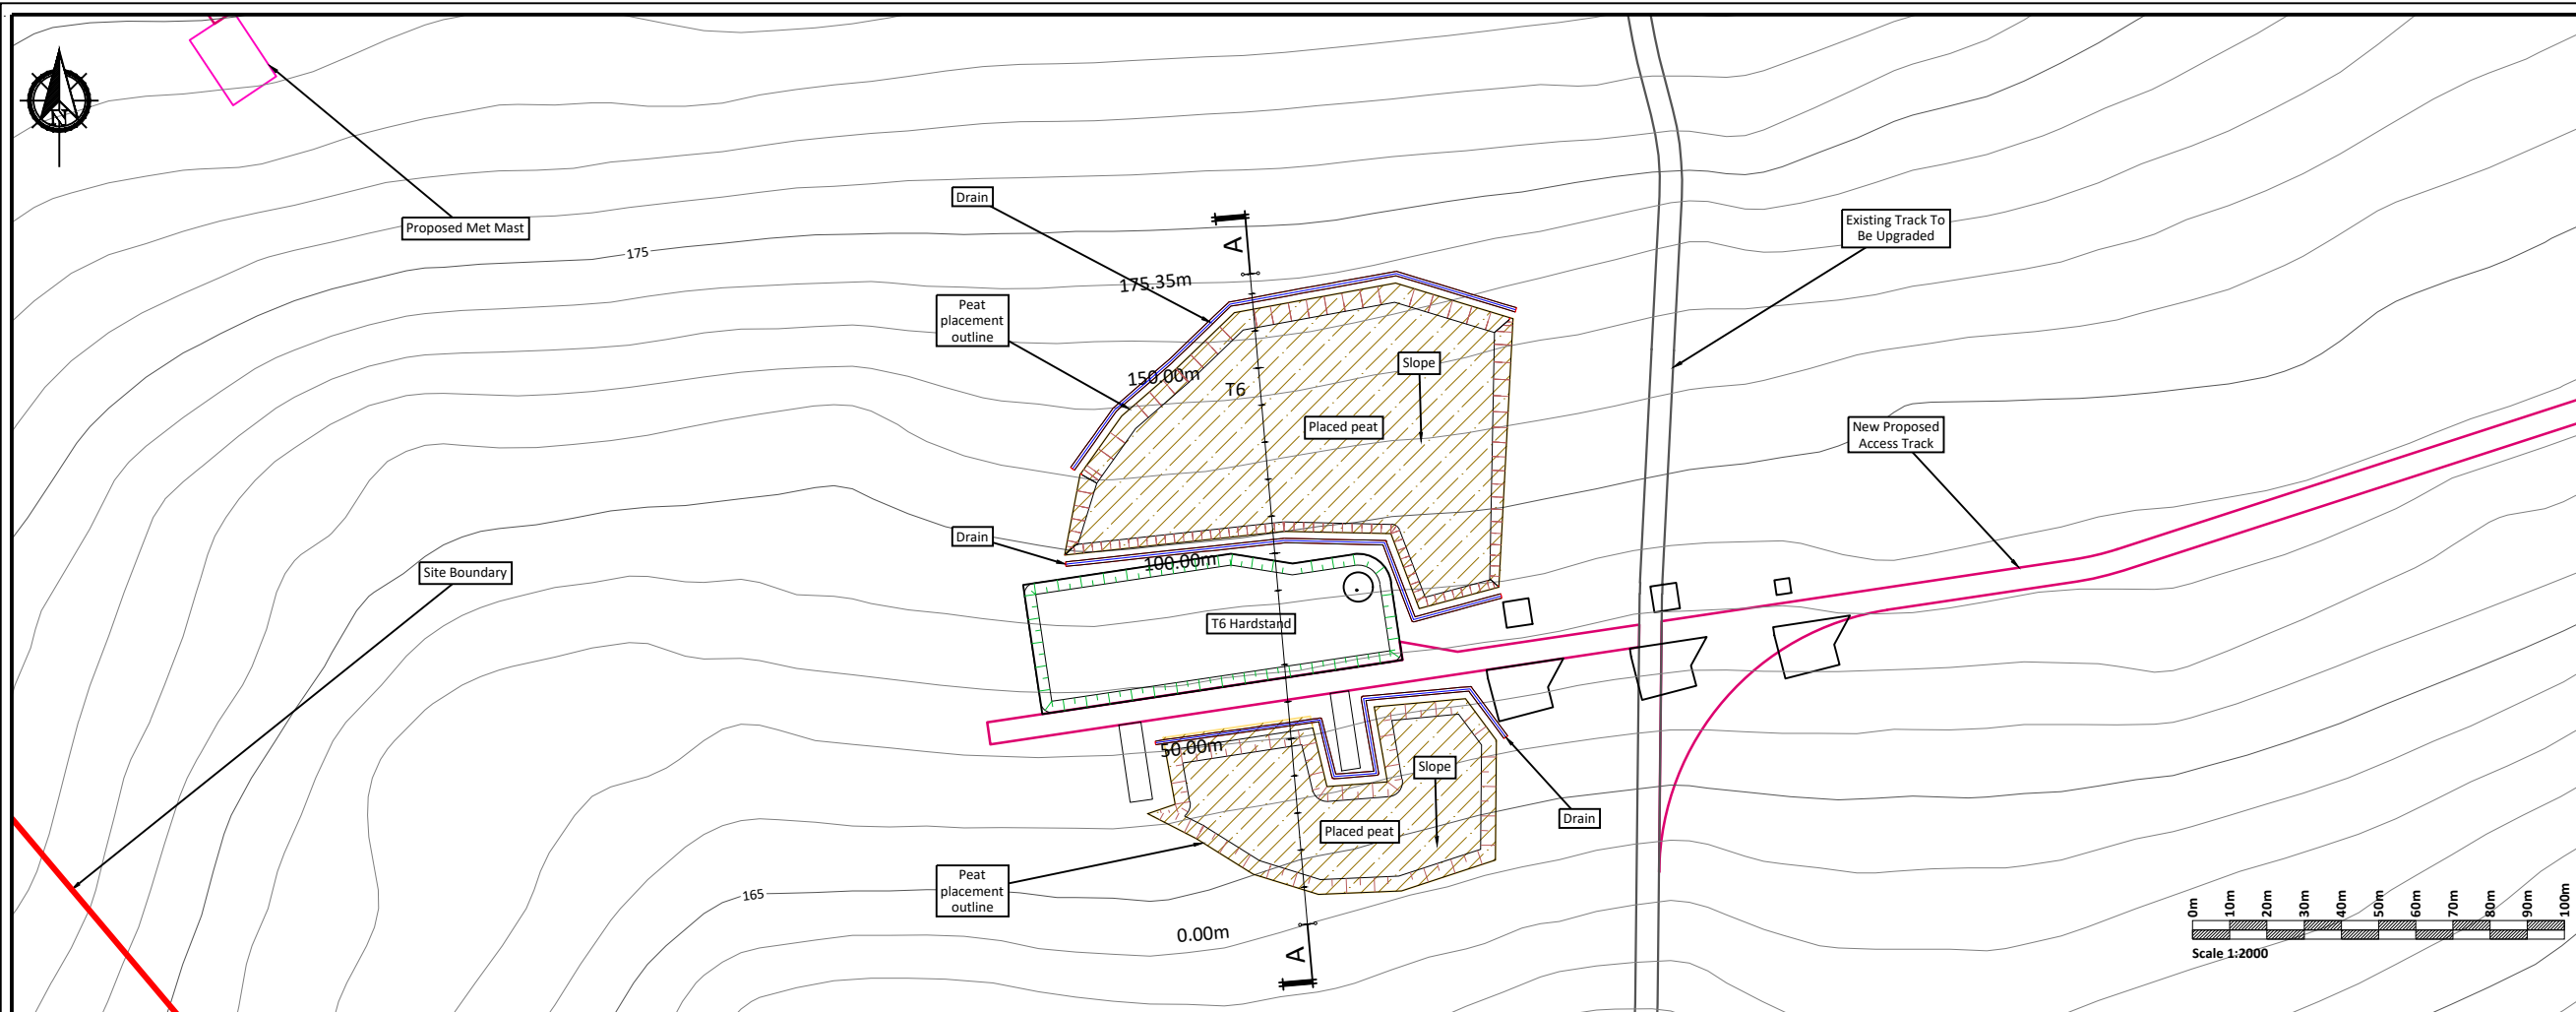 N
Proposed Met Mast
Drain
A
Existing Track To
Be Upgraded
175
175.35m
Peat
placement
outline
150.00m
T6
Slope
Placed peat
New Proposed
Access Track
Drain
100.00m
Site Boundary
T6 Hardstand
50.00m
Slope
Placed peat
Drain
Peat
placement
outline
165
0.00m
A
0m
10m
20m
30m
40m
50m
60m
70m
80m
90m
100m
Scale 1:2000